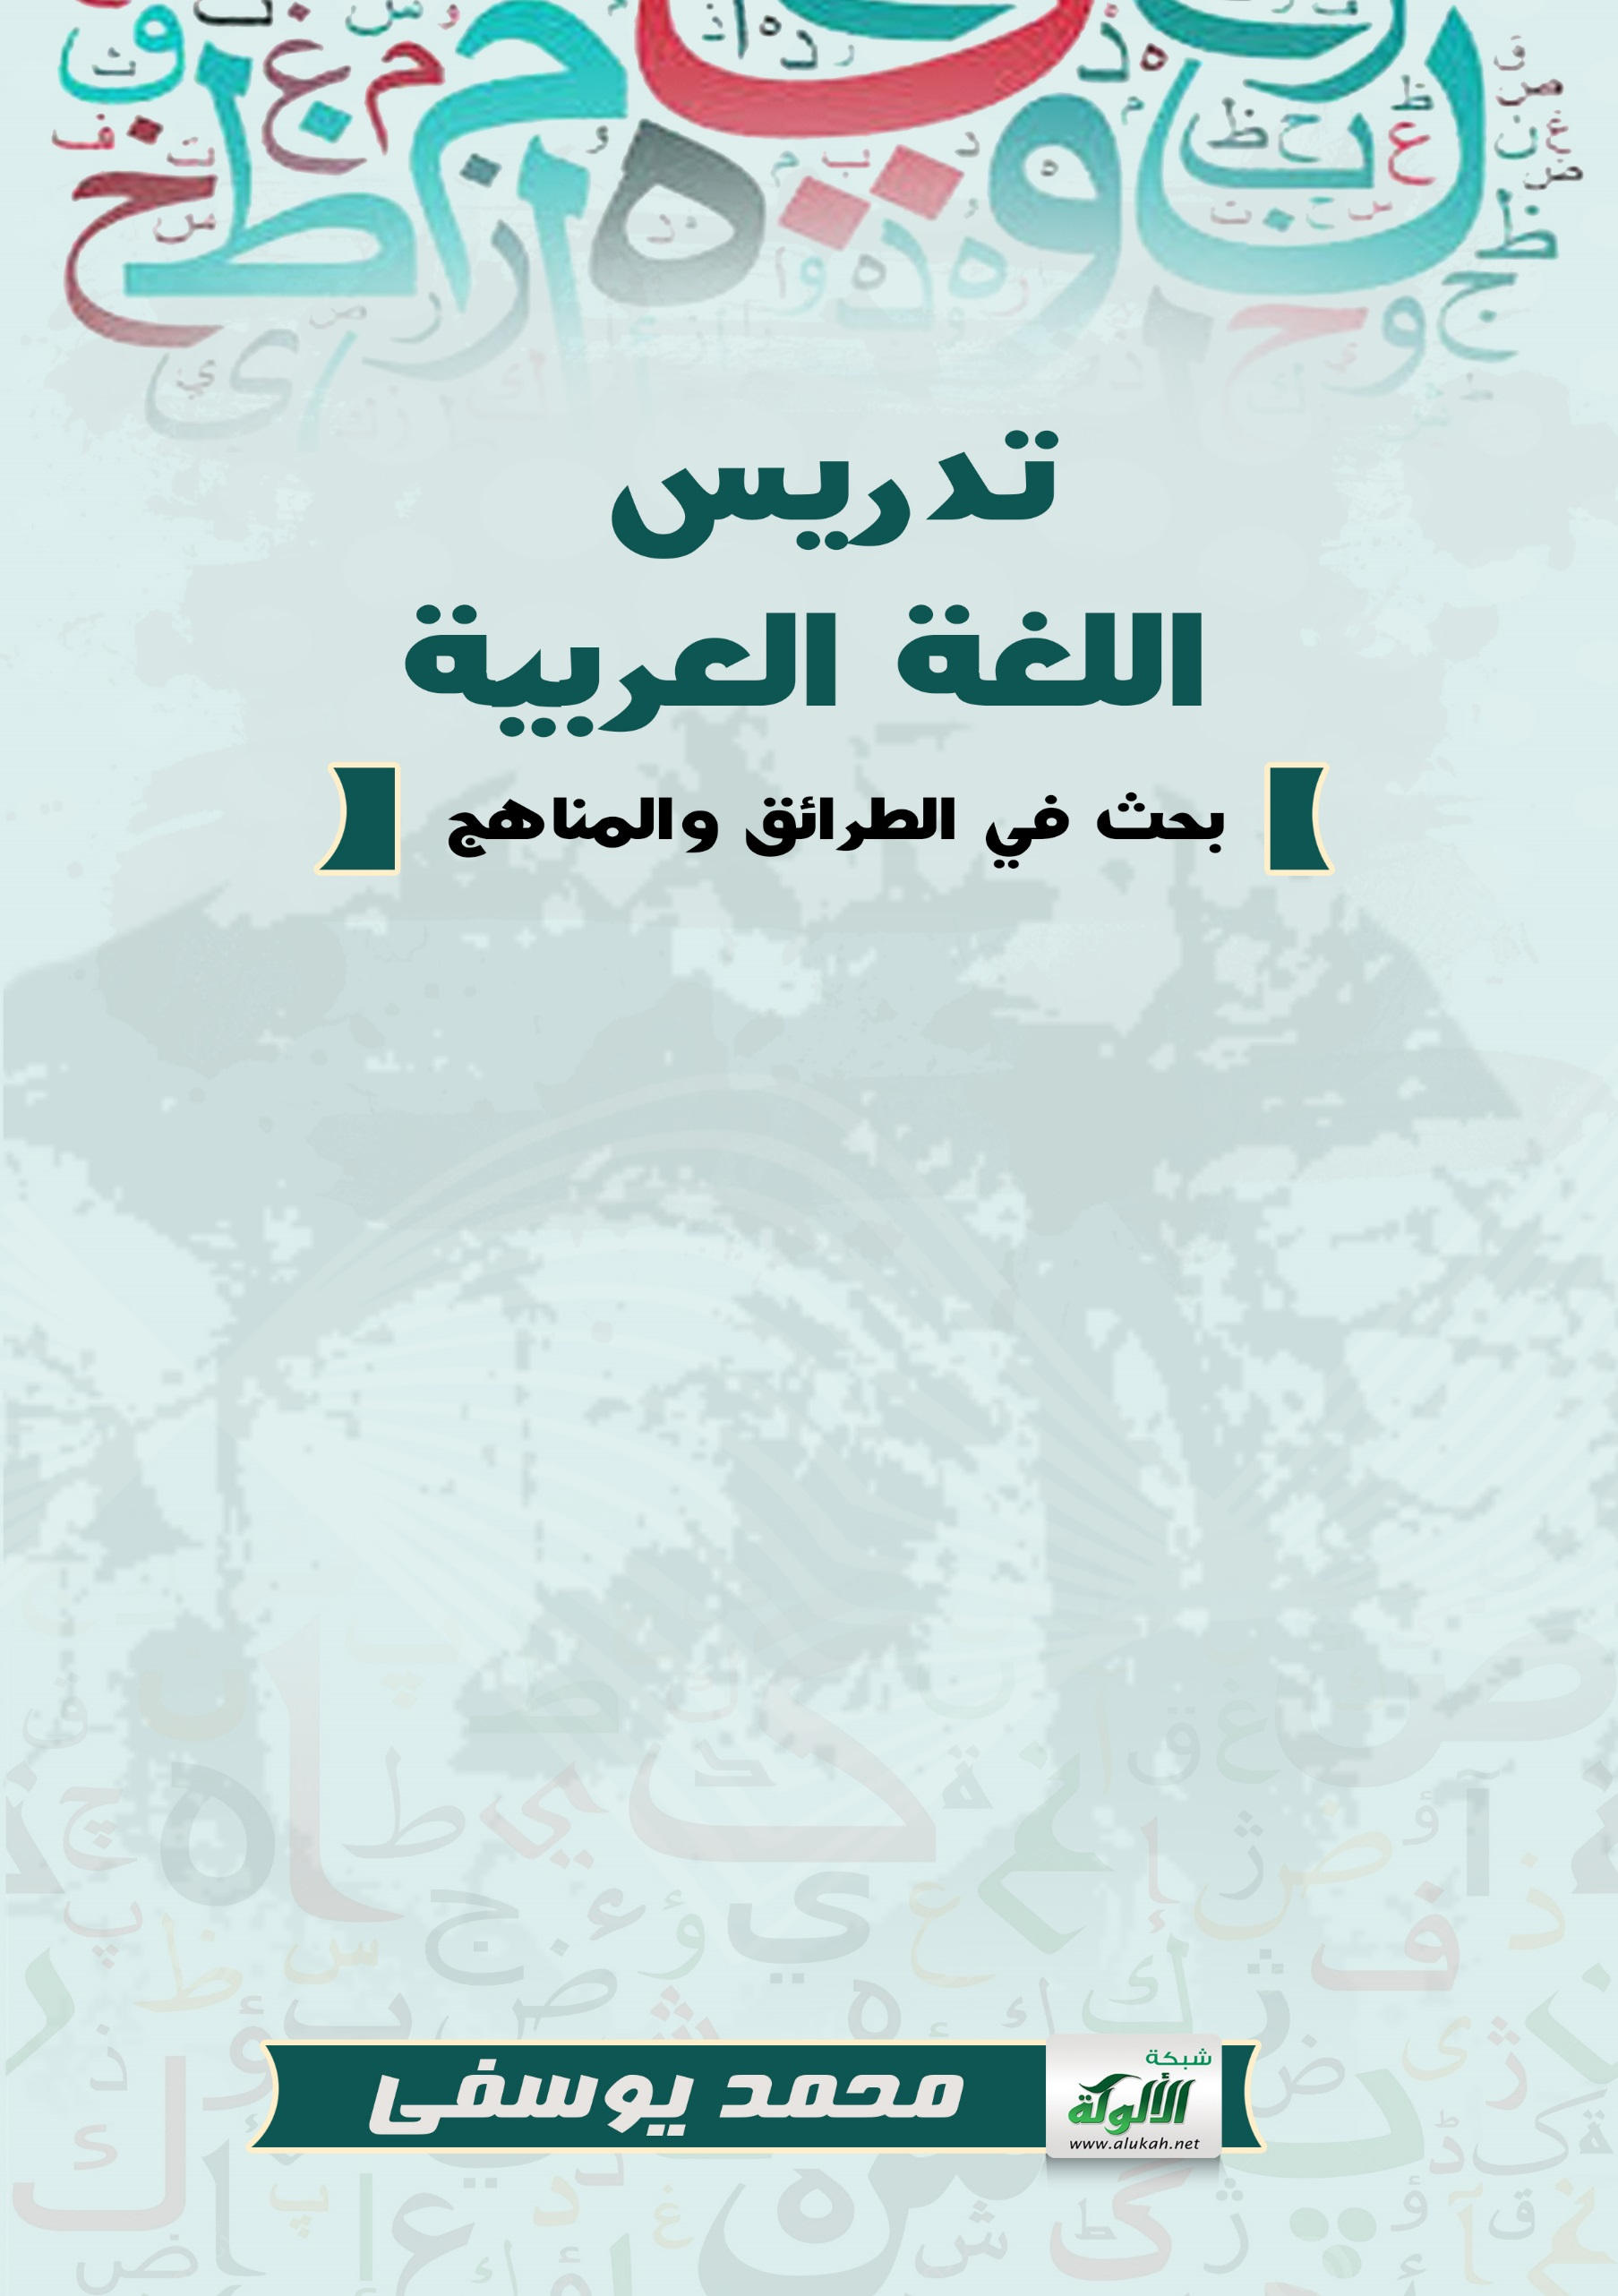 تدريس
اللغة العربية
بحث في الطرائق والمناهج
محمد يوسفى
شبكة
الألوكة
www.alukah.net